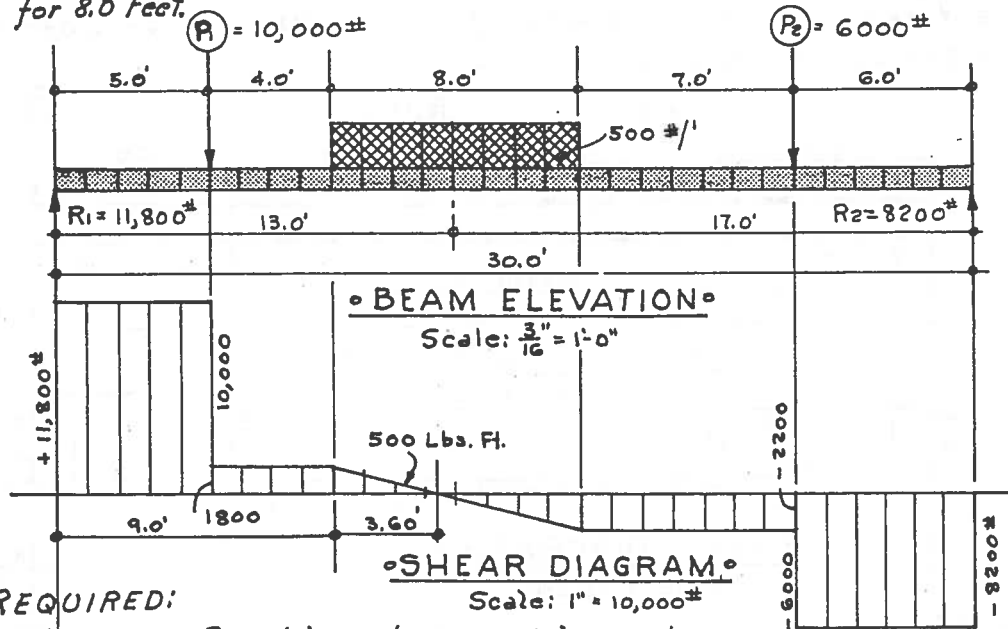 for 8.0 Feet.
P1 = 10,000#
P2 = 6000#
5.0' 4.0' 8.0' 7.0' 6.0'
500 #/'
R1 = 11,800# 13.0' 17.0' R2 = 8200#
30.0'
• BEAM ELEVATION •
Scale: 3/16" = 1'-0"
+ 11,800#
10,000
500 Lbs. Ft.
- 2200
9.0' 1800 3.60'
• SHEAR DIAGRAM •
Scale: 1" = 10,000#
- 6000
- 8200#
REQUIRED: